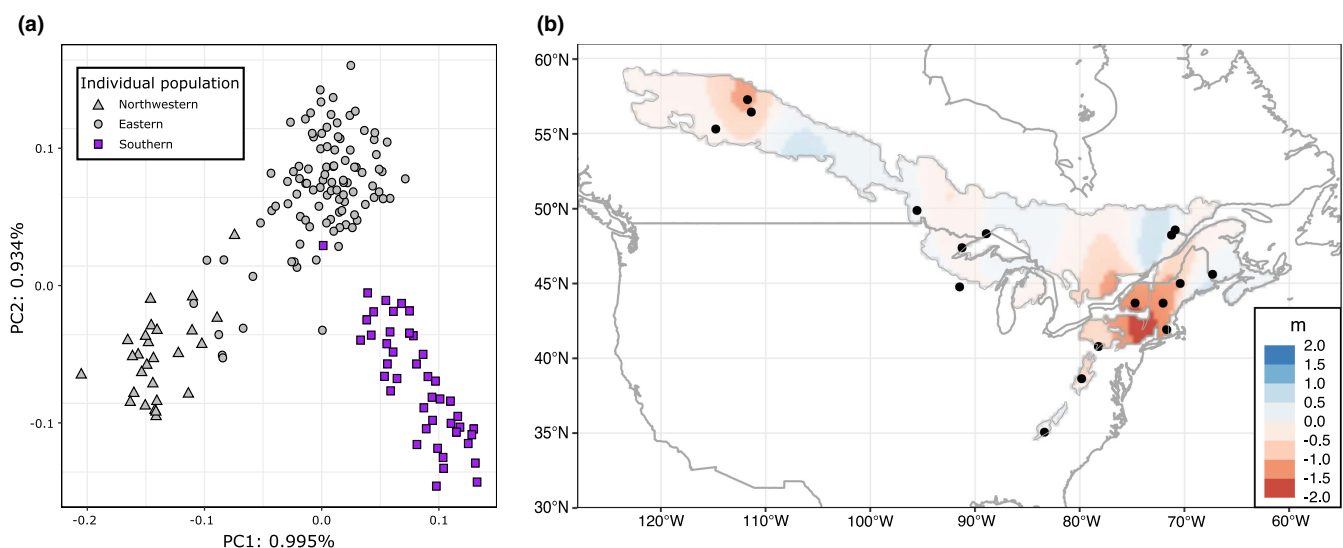 (a)
Individual population
Northwestern
Eastern
Southern
PC2: 0.934%
0.1
0.0
-0.1
-0.2
-0.1
0.0
0.1
PC1: 0.995%
(b)
60°N
55°N
50°N
45°N
40°N
35°N
30°N
120°W
110°W
100°W
90°W
80°W
70°W
60°W
m
2.0
1.5
1.0
0.5
0.0
-0.5
-1.0
-1.5
-2.0